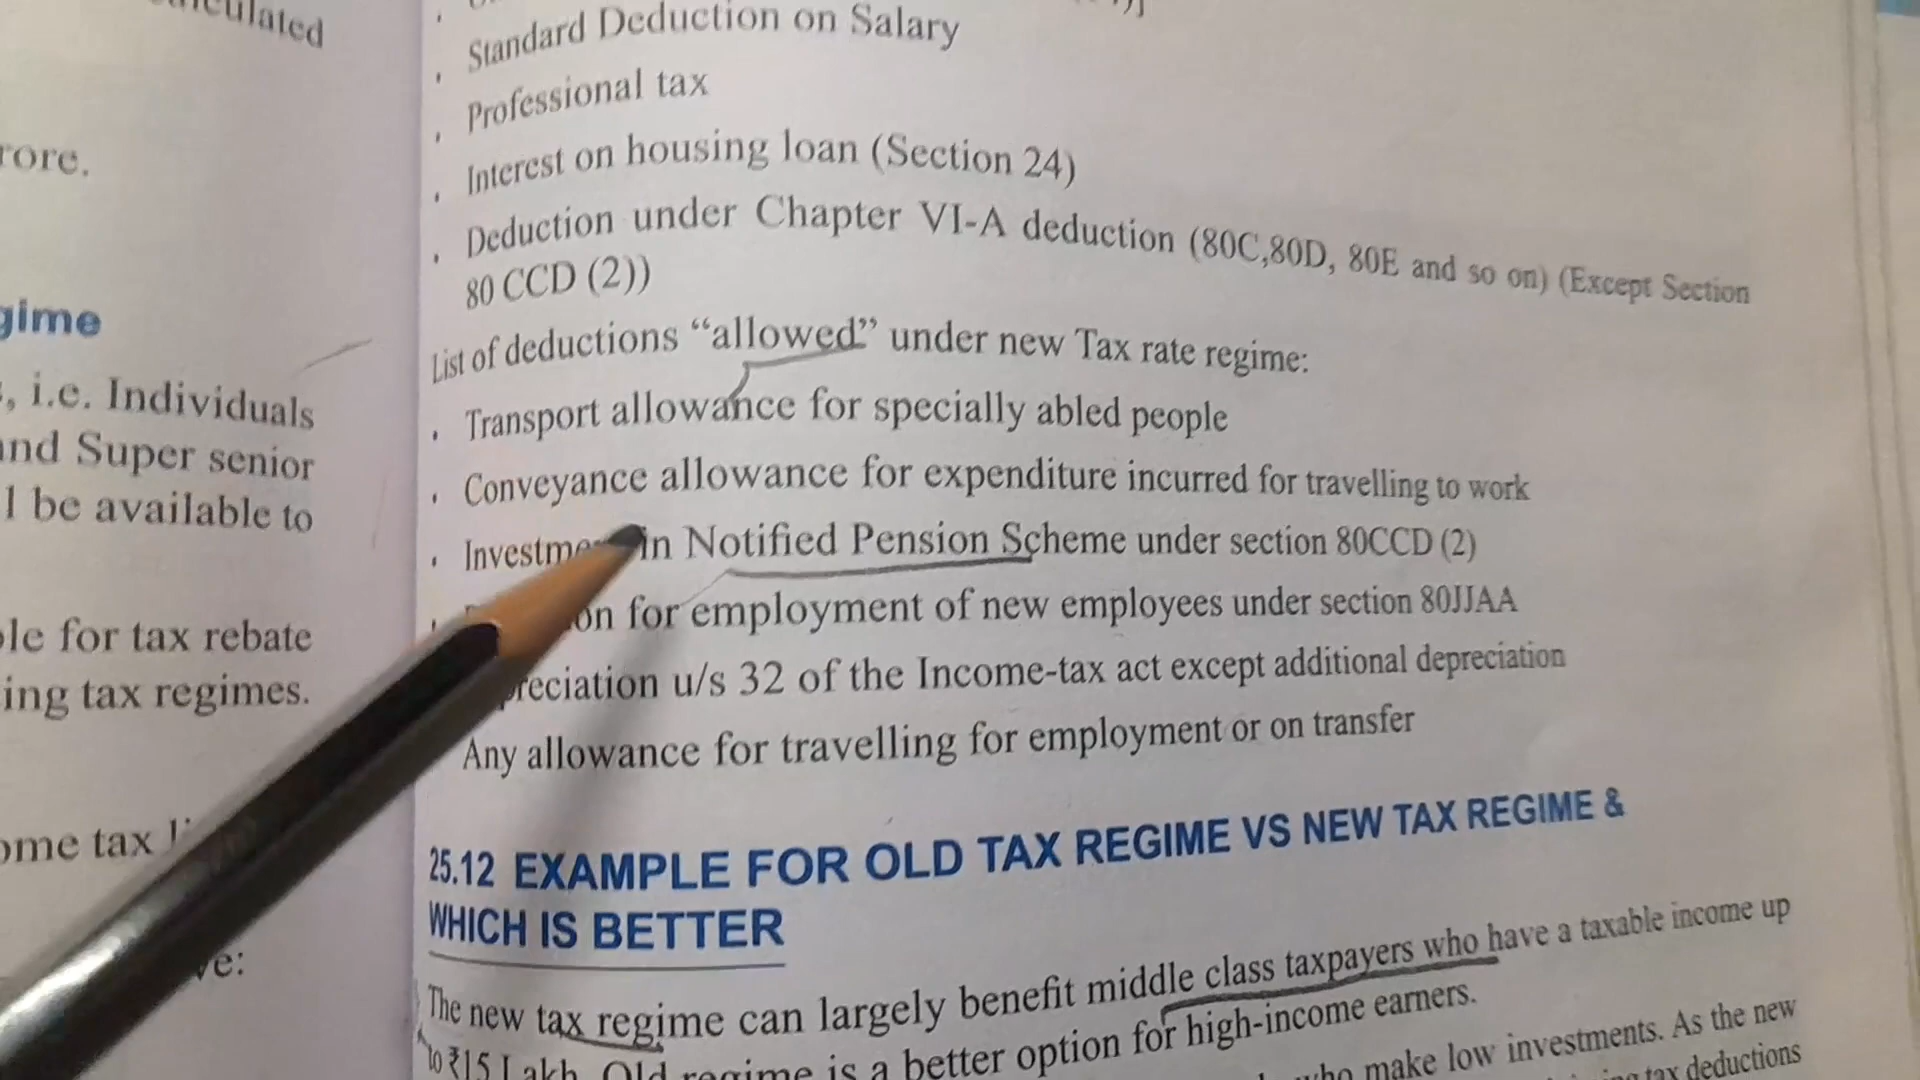 rore.
gime
, i.e. Individuals
and Super senior
l be available to
le for tax rebate
ing tax regimes.
ome tax
ve:
Standard Deduction on Salary
Professional tax
Interest on housing loan (Section 24)
Deduction under Chapter VI-A deduction (80C,80D, 80E and so on) (Except Section
80 CCD (2))
List of deductions “allowed” under new Tax rate regime:
Transport allowance for specially abled people
Conveyance allowance for expenditure incurred for travelling to work
in Notified Pension Scheme under section 80CCD (2)
for employment of new employees under section 80JJAA
reciation u/s 32 of the Income-tax act except additional depreciation
Any allowance for travelling for employment or on transfer
25.12 EXAMPLE FOR OLD TAX REGIME VS NEW TAX REGIME &
WHICH IS BETTER
The new tax regime can largely benefit middle class taxpayers who have a taxable income up
to ₹15 Lakh. Old regime is a better option for high-income earners.
who make low investments. As the new
tax deductions